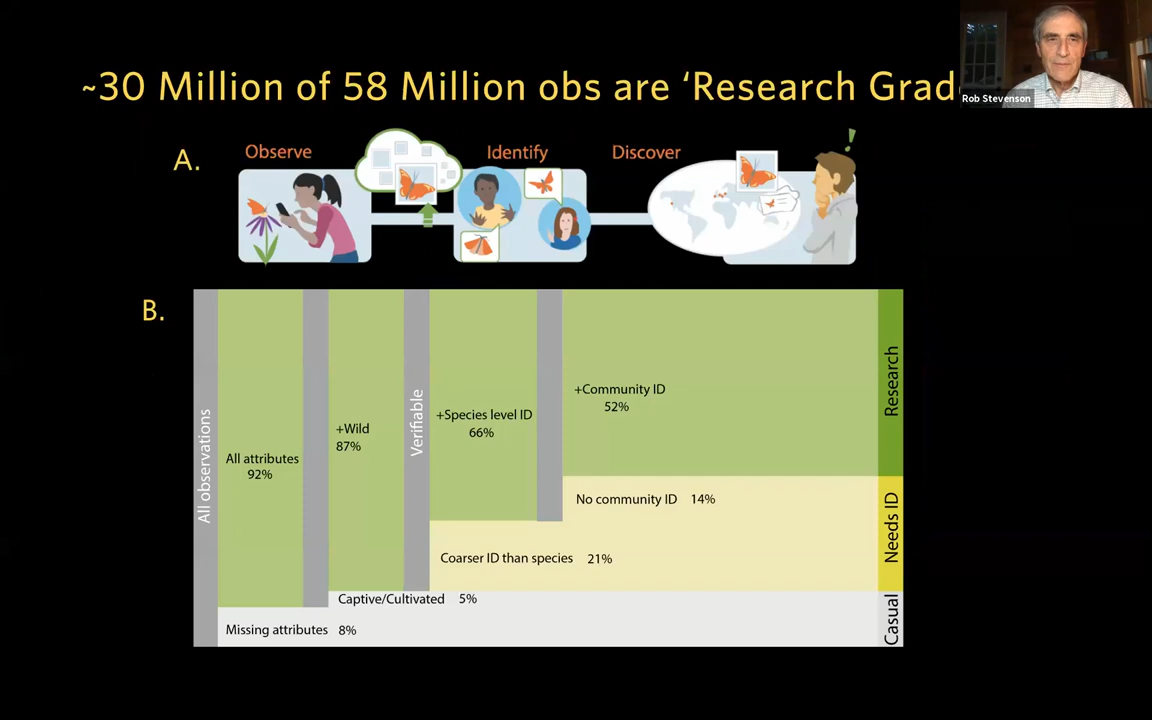 ~30 Million of 58 Million obs are ‘Research Grad
Rob Stevenson
A.
Observe
Identify
Discover
B.
All observations
All attributes
92%
+Wild
87%
Verifiable
+Species level ID
66%
+Community ID
52%
Research
No community ID 14%
Needs ID
Coarser ID than species 21%
Captive/Cultivated 5%
Casual
Missing attributes 8%